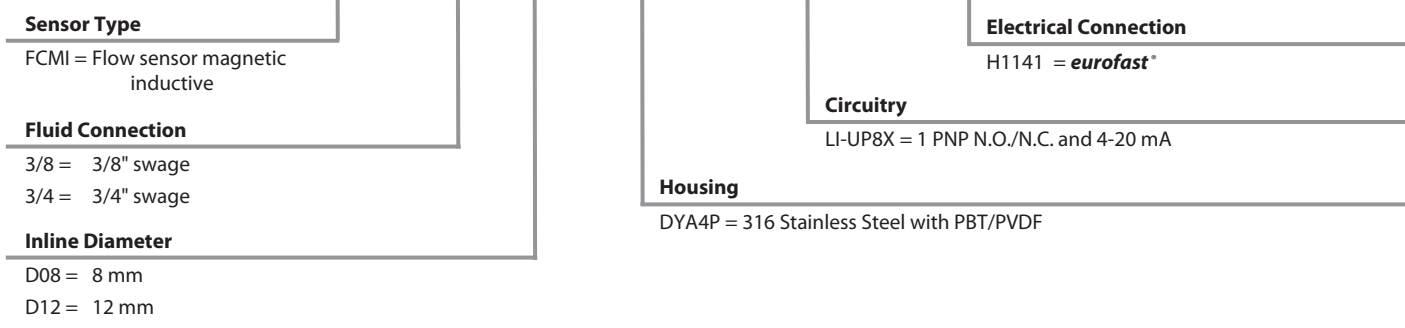 Sensor Type
FCMI = Flow sensor magnetic
inductive
Fluid Connection
3/8 = 3/8" swage
3/4 = 3/4" swage
Inline Diameter
D08 = 8 mm
D12 = 12 mm
Electrical Connection
H1141 = eurofast®
Circuitry
LI-UP8X = 1 PNP N.O./N.C. and 4-20 mA
Housing
DYA4P = 316 Stainless Steel with PBT/PVDF